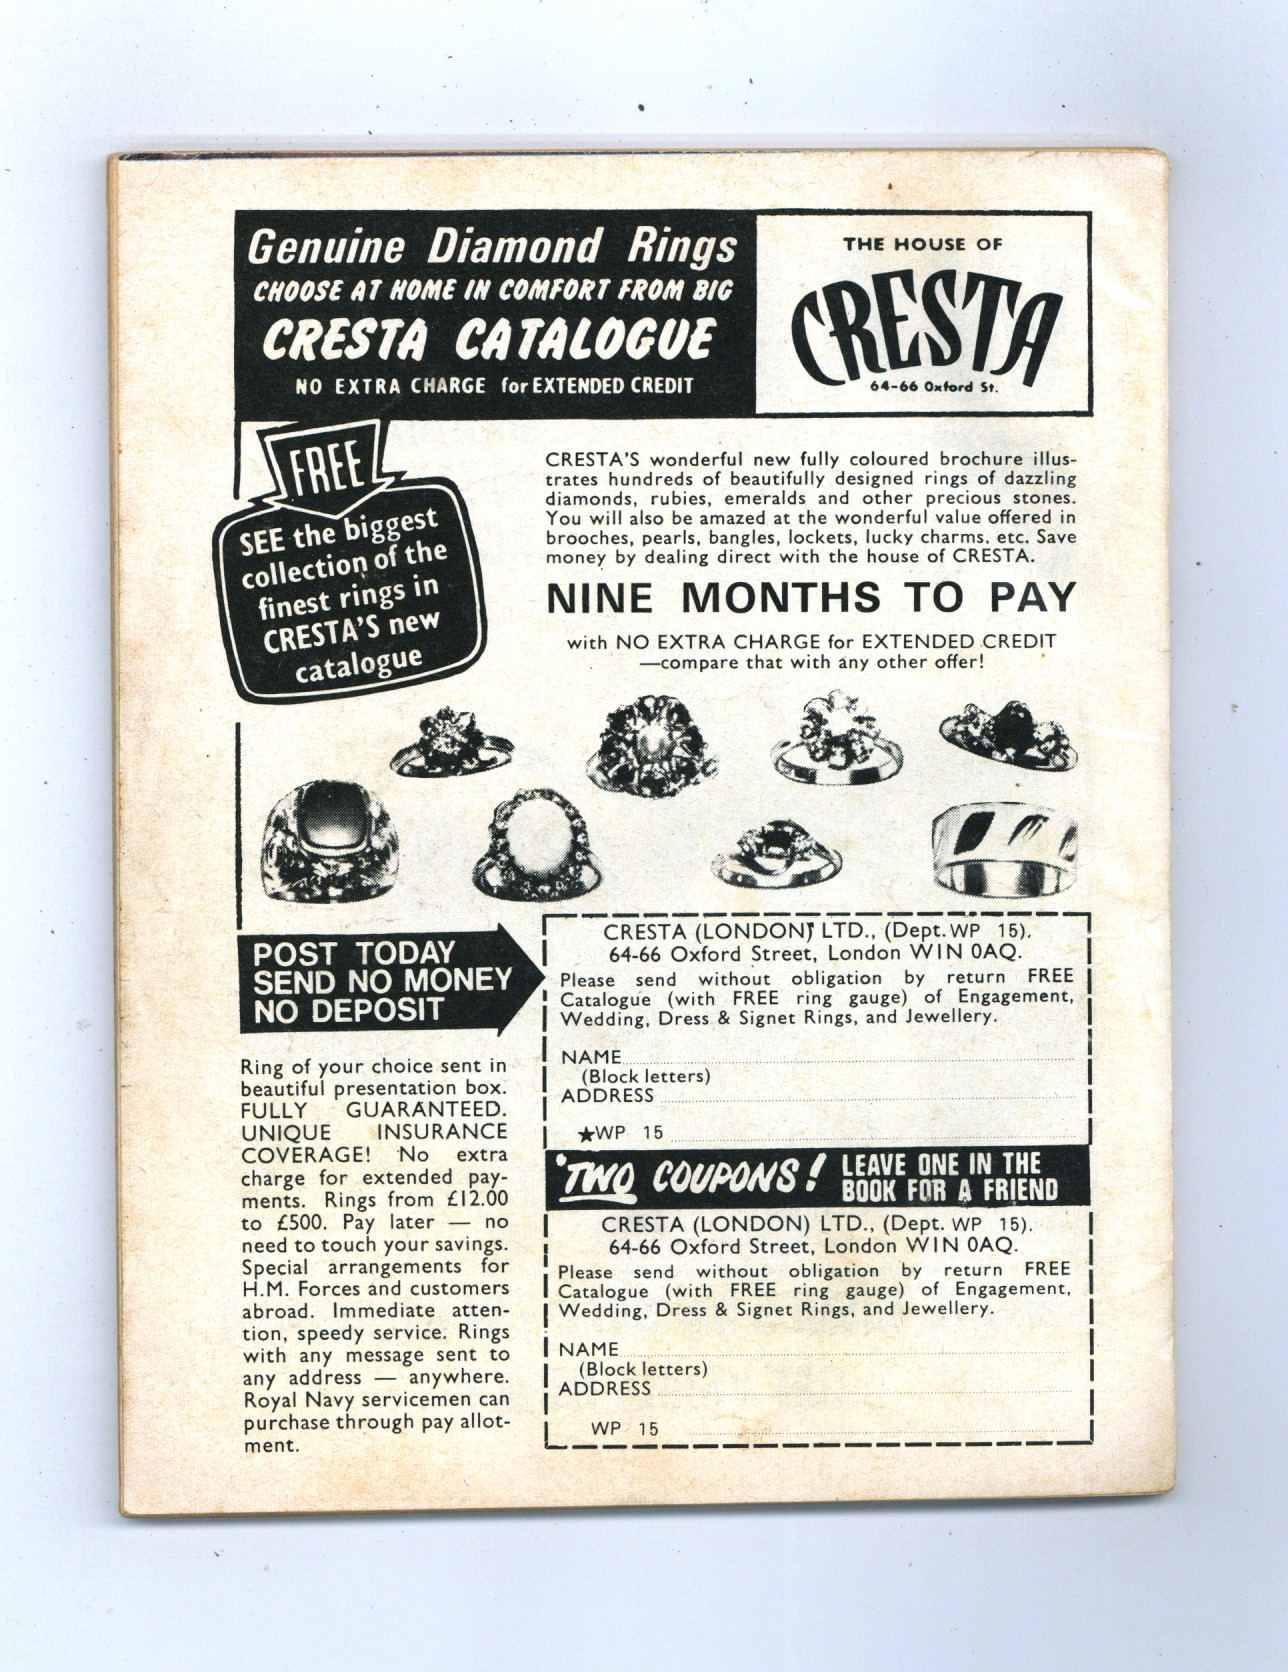 Genuine Diamond Rings
CHOOSE AT HOME IN COMFORT FROM BIG
CRESTA CATALOGUE
NO EXTRA CHARGE for EXTENDED CREDIT
THE HOUSE OF
CRESTA
64-66 Oxford St.
FREE
SEE the biggest
collection of the
finest rings in
CRESTA'S new
catalogue
CRESTA'S wonderful new fully coloured brochure illus-
trates hundreds of beautifully designed rings of dazzling
diamonds, rubies, emeralds and other precious stones.
You will also be amazed at the wonderful value offered in
brooches, pearls, bangles, lockets, lucky charms, etc. Save
money by dealing direct with the house of CRESTA.
NINE MONTHS TO PAY
with NO EXTRA CHARGE for EXTENDED CREDIT
—compare that with any other offer!
POST TODAY
SEND NO MONEY
NO DEPOSIT
Ring of your choice sent in
beautiful presentation box.
FULLY GUARANTEED.
UNIQUE INSURANCE
COVERAGE! No extra
charge for extended pay-
ments. Rings from £12.00
to £500. Pay later — no
need to touch your savings.
Special arrangements for
H.M. Forces and customers
abroad. Immediate atten-
tion, speedy service. Rings
with any message sent to
any address — anywhere.
Royal Navy servicemen can
purchase through pay allot-
ment.
CRESTA (LONDON) LTD., (Dept. WP 15),
64-66 Oxford Street, London WIN 0AQ.
Please send without obligation by return FREE
Catalogue (with FREE ring gauge) of Engagement,
Wedding, Dress & Signet Rings, and Jewellery.
NAME
(Block letters)
ADDRESS
★WP 15
TWO COUPONS! LEAVE ONE IN THE
BOOK FOR A FRIEND
CRESTA (LONDON) LTD., (Dept. WP 15),
64-66 Oxford Street, London WIN 0AQ.
Please send without obligation by return FREE
Catalogue (with FREE ring gauge) of Engagement,
Wedding, Dress & Signet Rings, and Jewellery.
NAME
(Block letters)
ADDRESS
WP 15